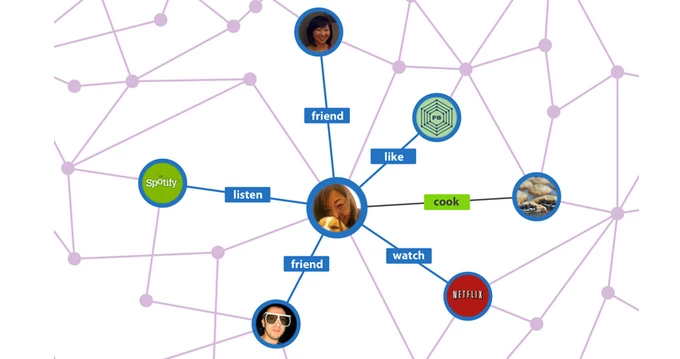 friend
FB
like
Spotify
listen
cook
friend
watch
NETFLIX